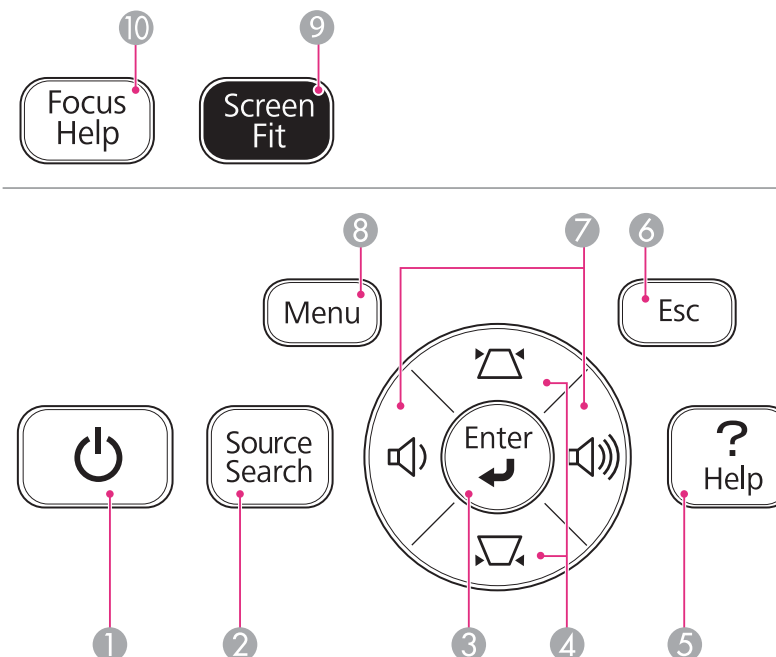 10
9
Focus
Help
Screen
Fit
8
7
6
Menu
Esc
Source
Search
Enter
?
Help
1
2
3
4
5